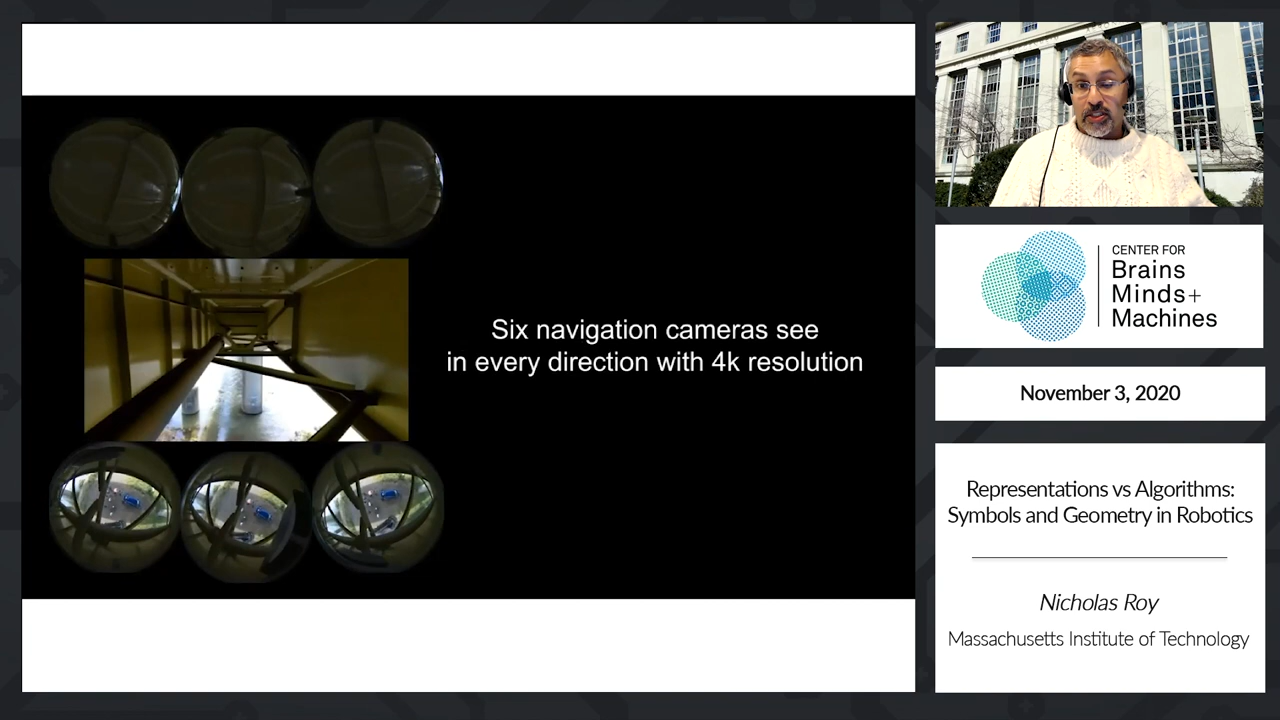 Six navigation cameras see
in every direction with 4k resolution
CENTER FOR
Brains
Minds+
Machines
November 3, 2020
Representations vs Algorithms:
Symbols and Geometry in Robotics
Nicholas Roy
Massachusetts Institute of Technology